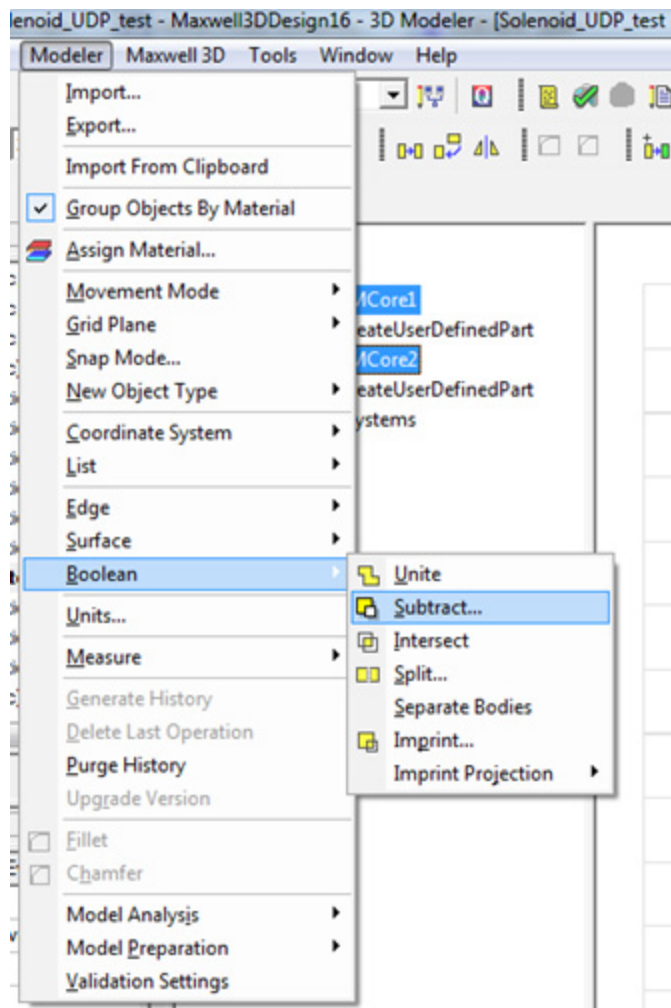 lenoid_UDP_test - Maxwell3DDesign16 - 3D Modeler - [Solenoid_UDP_test
Modeler Maxwell 3D Tools Window Help
Import...
Export...
Import From Clipboard
Group Objects By Material
Assign Material...
Movement Mode
Grid Plane
Snap Mode...
New Object Type
Coordinate System
List
Edge
Surface
Boolean
Units...
Measure
Generate History
Delete Last Operation
Purge History
Upgrade Version
Fillet
Chamfer
Model Analysis
Model Preparation
Validation Settings
MCore1
eateUserDefinedPart
MCore2
eateUserDefinedPart
ystems
Unite
Subtract...
Intersect
Split...
Separate Bodies
Imprint...
Imprint Projection